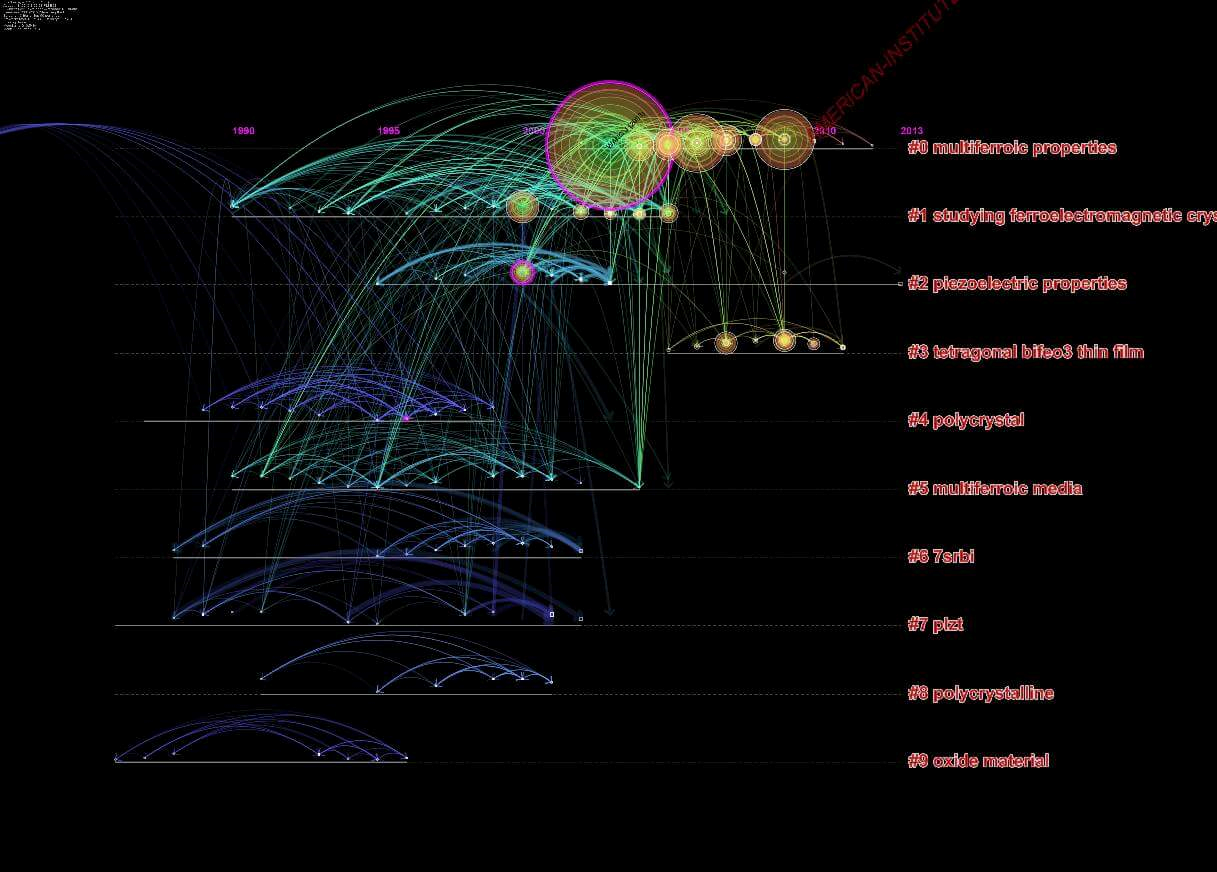 AMERICAN-INSTITUTE
1990 1995 2000 2010 2013
#0 multiferroic properties
#1 studying ferroelectromagnetic crys
#2 piezoelectric properties
#3 tetragonal bifeo3 thin film
#4 polycrystal
#5 multiferroic media
#6 7srbi
#7 plzt
#8 polycrystalline
#9 oxide material